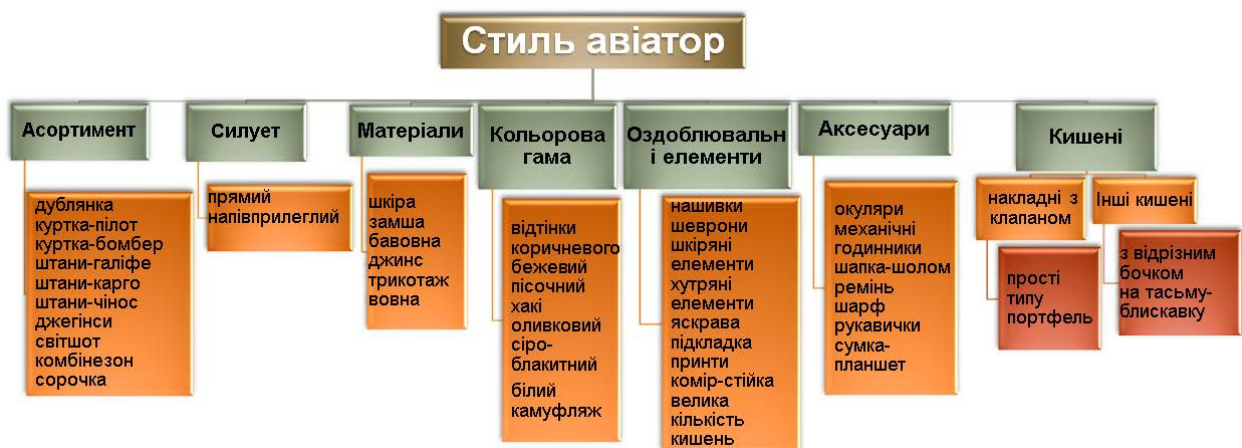 Стиль авіатор
Асортимент
дублянка
куртка-пілот
куртка-бомбер
штани-галіфе
штани-карго
штани-чінос
джегінси
світшот
комбінезон
сорочка
Силует
прямий
напівприлеглий
Матеріали
шкіра
замша
бавовна
джинс
трикотаж
вовна
Кольорова
гама
відтінки
коричневого
бежевий
пісочний
хакі
оливковий
сіро-
блакитний
білий
камуфляж
Оздоблювальн
і елементи
нашивки
шеврони
шкіряні
елементи
хутряні
елементи
яскрава
підкладка
принти
комір-стійка
велика
кількість
кишень
Аксесуари
окуляри
механічні
годинники
шапка-шолом
ремінь
шарф
рукавички
сумка-
планшет
Кишені
накладні з
клапаном
прості
типу
портфель
Інші кишені
з відрізним
бочком
на тасьму-
блискавку